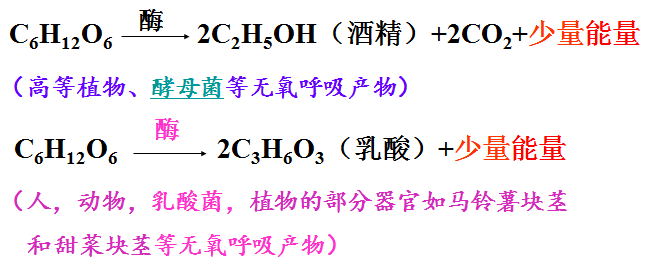 酶
C₆H₁₂O₆ → 2C₂H₅OH（酒精）+2CO₂+少量能量
（高等植物、酵母菌等无氧呼吸产物）
酶
C₆H₁₂O₆ → 2C₃H₆O₃（乳酸）+少量能量
（人，动物，乳酸菌，植物的部分器官如马铃薯块茎
和甜菜块茎等无氧呼吸产物）